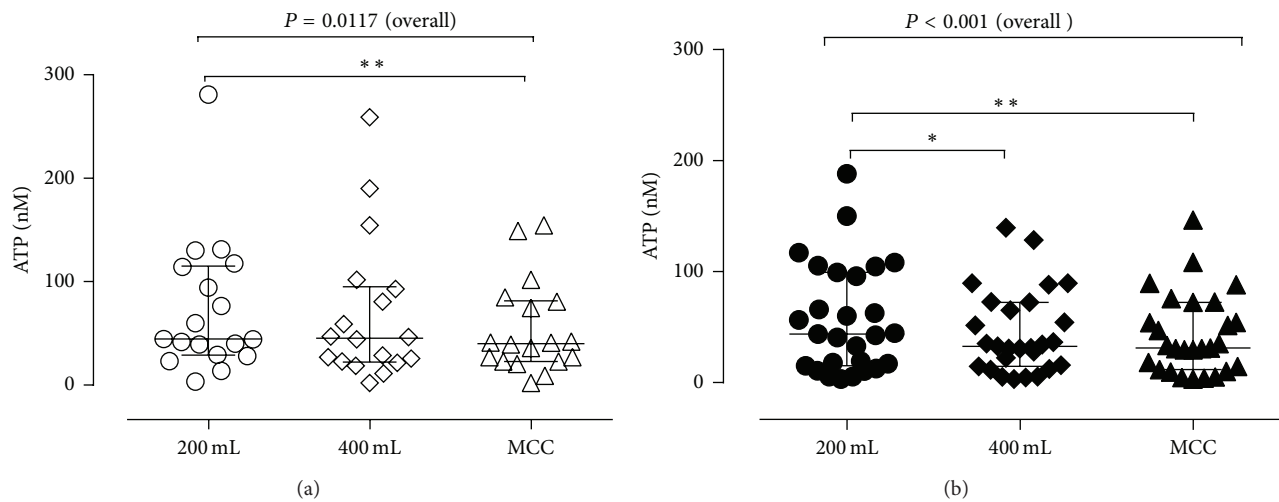 P = 0.0117 (overall)
∗∗
300
200
100
0
ATP (nM)
200 mL
400 mL
MCC
(a)
P < 0.001 (overall )
∗∗
∗
300
200
100
0
ATP (nM)
200 mL
400 mL
MCC
(b)